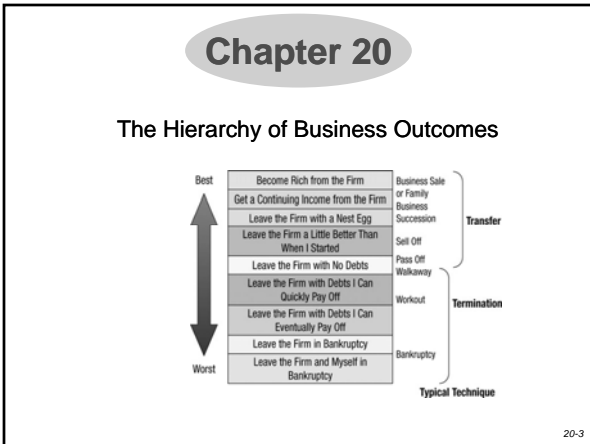 Chapter 20
The Hierarchy of Business Outcomes
Best
Worst
Become Rich from the Firm
Get a Continuing Income from the Firm
Leave the Firm with a Nest Egg
Leave the Firm a Little Better Than
When I Started
Leave the Firm with No Debts
Leave the Firm with Debts I Can
Quickly Pay Off
Leave the Firm with Debts I Can
Eventually Pay Off
Leave the Firm in Bankruptcy
Leave the Firm and Myself in
Bankruptcy
Business Sale
or Family
Business
Succession
Sell Off
Pass Off
Walkaway
Workout
Bankruptcy
Transfer
Termination
Typical Technique
20-3